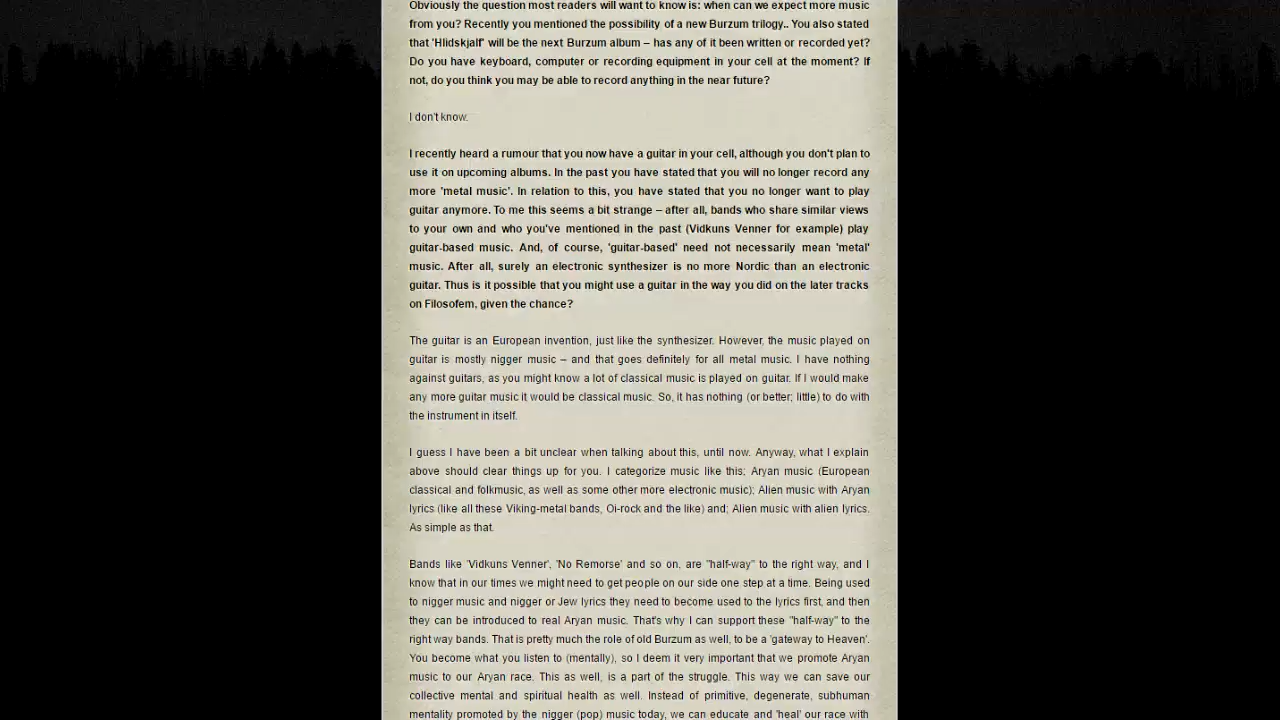 Obviously the question most readers will want to know is: when can we expect more music
from you? Recently you mentioned the possibility of a new Burzum trilogy.. You also stated
that 'Hlidskjalf' will be the next Burzum album – has any of it been written or recorded yet?
Do you have keyboard, computer or recording equipment in your cell at the moment? If
not, do you think you may be able to record anything in the near future?
I don't know.
I recently heard a rumour that you now have a guitar in your cell, although you don't plan to
use it on upcoming albums. In the past you have stated that you will no longer record any
more 'metal music'. In relation to this, you have stated that you no longer want to play
guitar anymore. To me this seems a bit strange – after all, bands who share similar views
to your own and who you've mentioned in the past (Vidkuns Venner for example) play
guitar-based music. And, of course, 'guitar-based' need not necessarily mean 'metal'
music. After all, surely an electronic synthesizer is no more Nordic than an electronic
guitar. Thus is it possible that you might use a guitar in the way you did on the later tracks
on Filosofem, given the chance?
The guitar is an European invention, just like the synthesizer. However, the music played on
guitar is mostly nigger music – and that goes definitely for all metal music. I have nothing
against guitars, as you might know a lot of classical music is played on guitar. If I would make
any more guitar music it would be classical music. So, it has nothing (or better; little) to do with
the instrument in itself.
I guess I have been a bit unclear when talking about this, until now. Anyway, what I explain
above should clear things up for you. I categorize music like this; Aryan music (European
classical and folkmusic, as well as some other more electronic music); Alien music with Aryan
lyrics (like all these Viking-metal bands, Oi-rock and the like) and; Alien music with alien lyrics.
As simple as that.
Bands like 'Vidkuns Venner', 'No Remorse' and so on, are "half-way" to the right way, and I
know that in our times we might need to get people on our side one step at a time. Being used
to nigger music and nigger or Jew lyrics they need to become used to the lyrics first, and then
they can be introduced to real Aryan music. That's why I can support these "half-way" to the
right way bands. That is pretty much the role of old Burzum as well, to be a 'gateway to Heaven'.
You become what you listen to (mentally), so I deem it very important that we promote Aryan
music to our Aryan race. This as well, is a part of the struggle. This way we can save our
collective mental and spiritual health as well. Instead of primitive, degenerate, subhuman
mentality promoted by the nigger (pop) music today, we can educate and 'heal' our race with